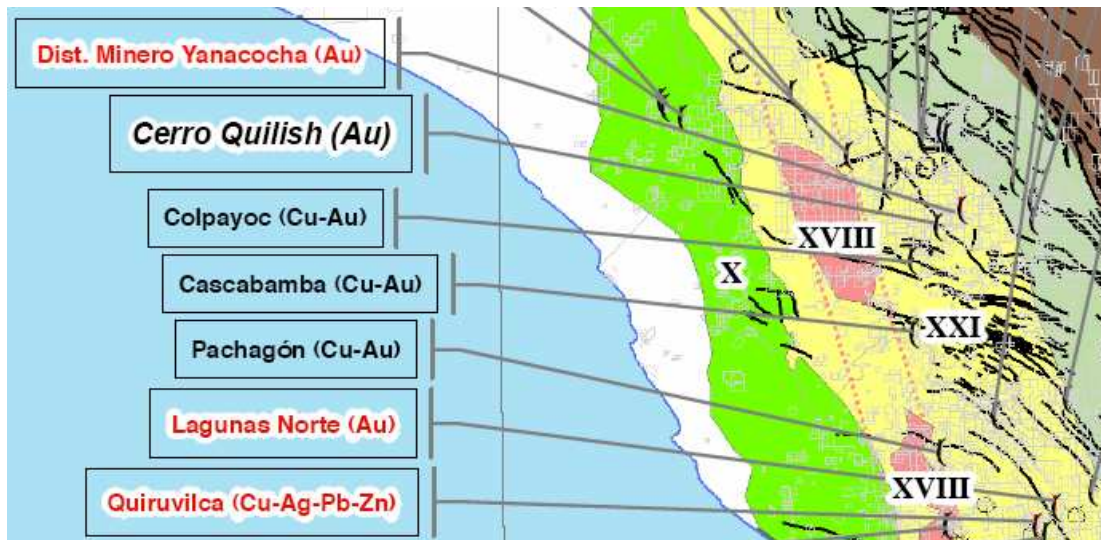 Dist. Minero Yanacocha (Au)
Cerro Quilish (Au)
Colpayoc (Cu-Au)
Cascabamba (Cu-Au)
Pachagón (Cu-Au)
Lagunas Norte (Au)
Quiruvilca (Cu-Ag-Pb-Zn)
XVIII
X
XXI
XVIII